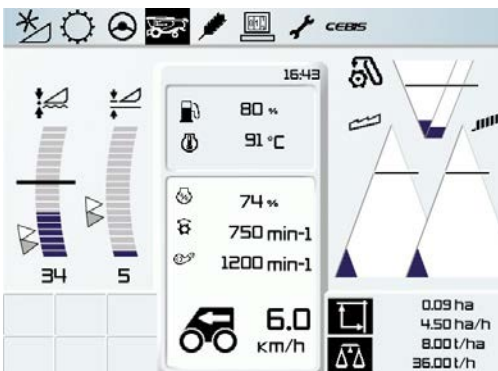 CEBIS
16:43
80 %
91 °C
74 %
750 min-1
1200 min-1
6.0
km/h
34
5
0.09 ha
4.50 ha/h
8.00 t/ha
36.00 t/h